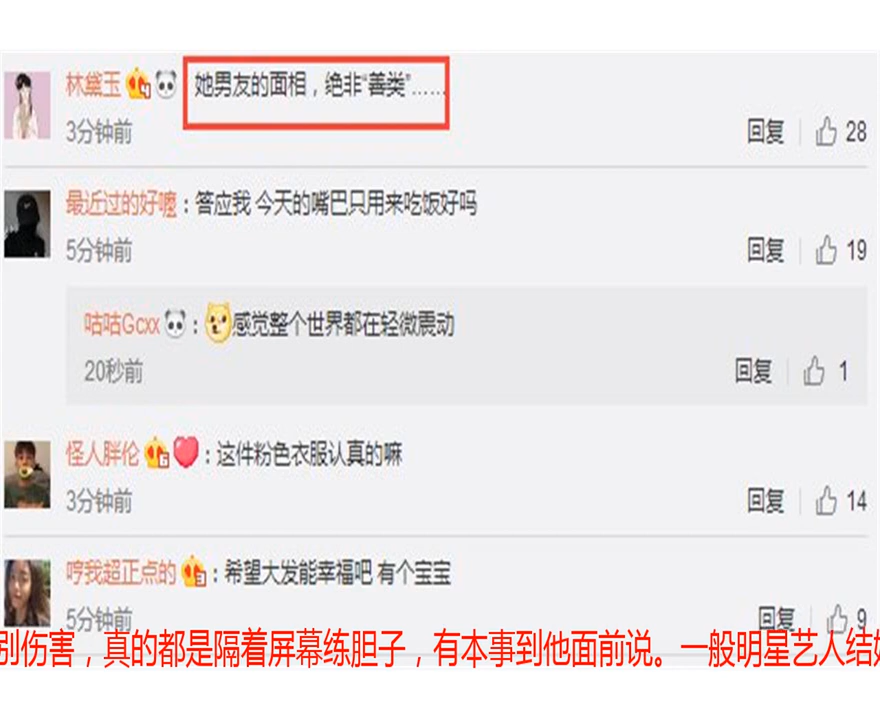 林黛玉 她男友的面相，绝非“善类”……
3分钟前 回复 28
最近过的好嚒：答应我 今天的嘴巴只用来吃饭好吗
5分钟前 回复 19
咕咕Gcxx：感觉整个世界都在轻微震动
20秒前 回复 1
怪人胖伦：这件粉色衣服认真的嘛
3分钟前 回复 14
哼我超正点的：希望大发能幸福吧 有个宝宝
5分钟前 回复 9
别伤害，真的都是隔着屏幕练胆子，有本事到他面前说。一般明星艺人结婚